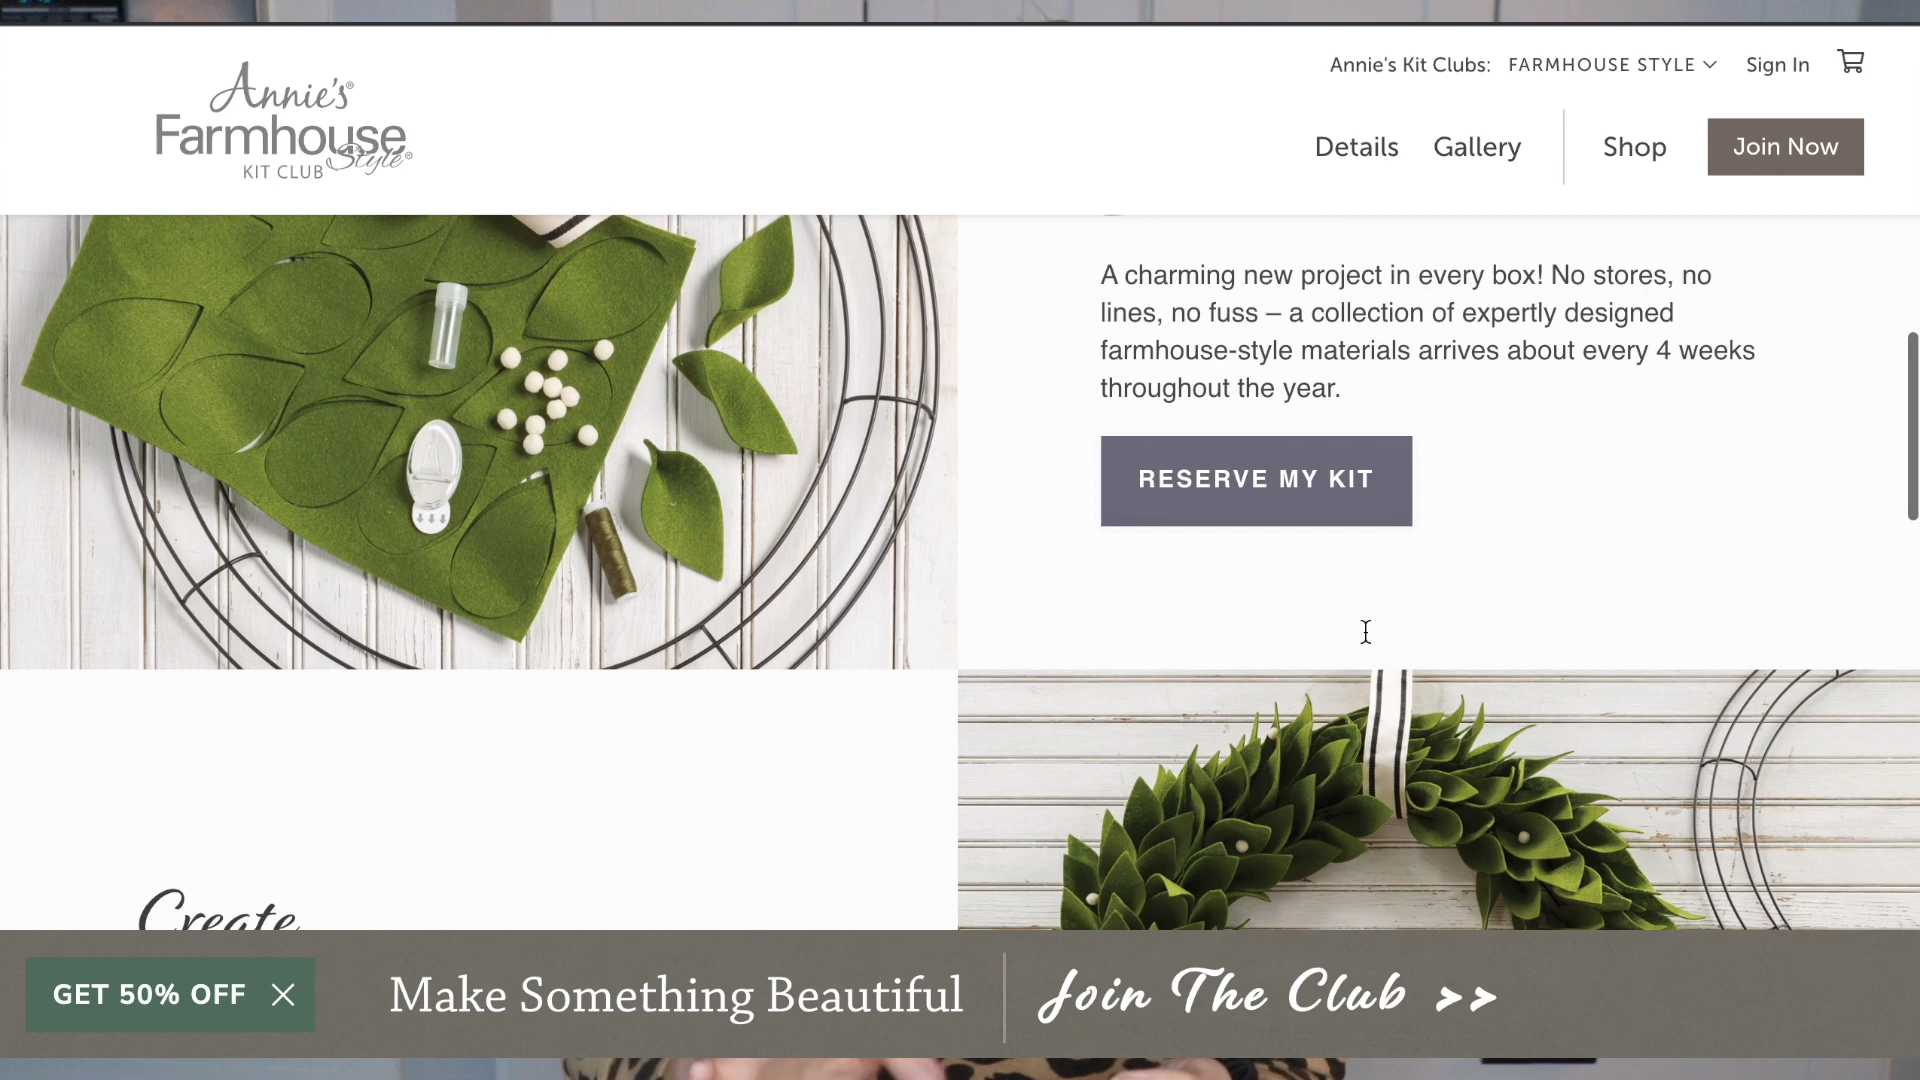 Annie's Kit Clubs: FARMHOUSE STYLE Sign In
Annie's®
Farmhouse
Style®
KIT CLUB
Details Gallery Shop Join Now
A charming new project in every box! No stores, no
lines, no fuss – a collection of expertly designed
farmhouse-style materials arrives about every 4 weeks
throughout the year.
RESERVE MY KIT
Create
GET 50% OFF
Make Something Beautiful
Join The Club >>